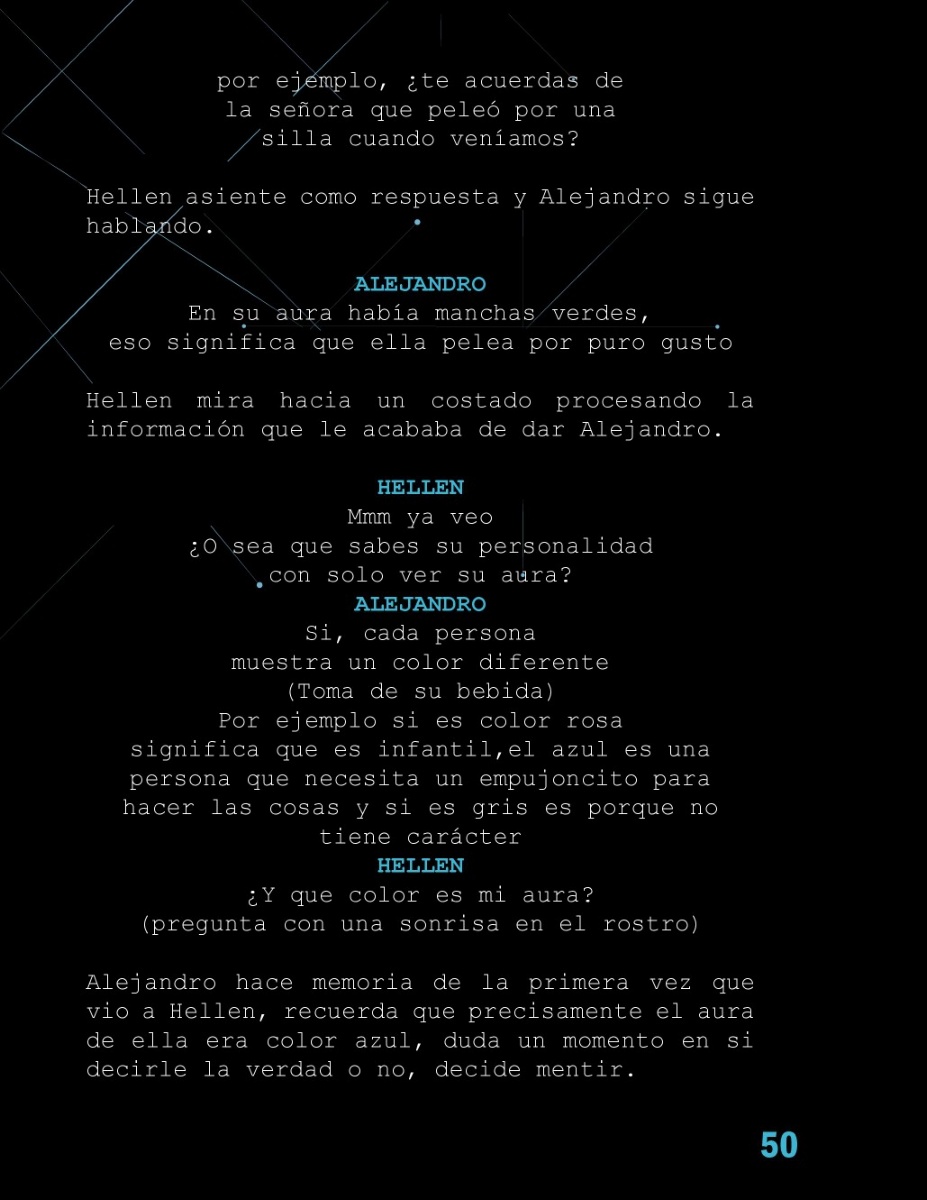 por ejemplo, ¿te acuerdas de
la señora que peleó por una
silla cuando veníamos?
Hellen asiente como respuesta y Alejandro sigue
hablando.
ALEJANDRO
En su aura había manchas verdes,
eso significa que ella pelea por puro gusto
Hellen mira hacia un costado procesando la
información que le acababa de dar Alejandro.
HELLEN
Mmm ya veo
¿O sea que sabes su personalidad
con solo ver su aura?
ALEJANDRO
Si, cada persona
muestra un color diferente
(Toma de su bebida)
Por ejemplo si es color rosa
significa que es infantil,el azul es una
persona que necesita un empujoncito para
hacer las cosas y si es gris es porque no
tiene carácter
HELLEN
¿Y que color es mi aura?
(pregunta con una sonrisa en el rostro)
Alejandro hace memoria de la primera vez que
vio a Hellen, recuerda que precisamente el aura
de ella era color azul, duda un momento en si
decirle la verdad o no, decide mentir.
50